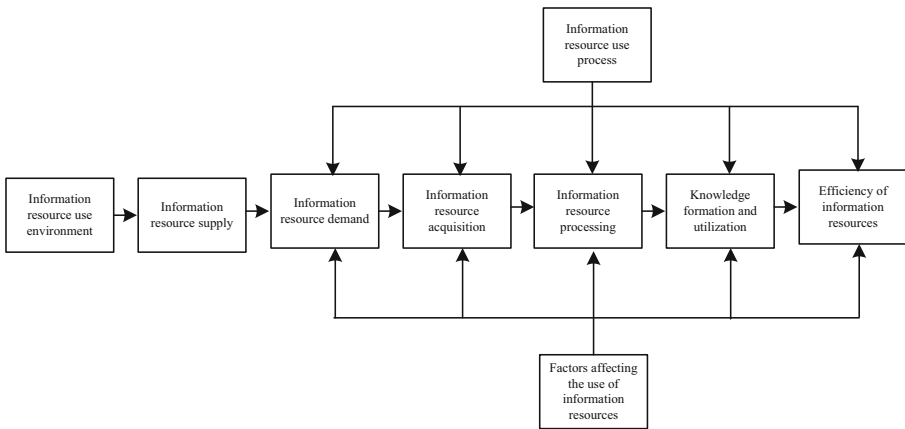 Information
resource use
process
Information
resource use
environment
Information
resource supply
Information
resource demand
Information
resource
acquisition
Information
resource
processing
Knowledge
formation and
utilization
Efficiency of
information
resources
Factors affecting
the use of
information
resources